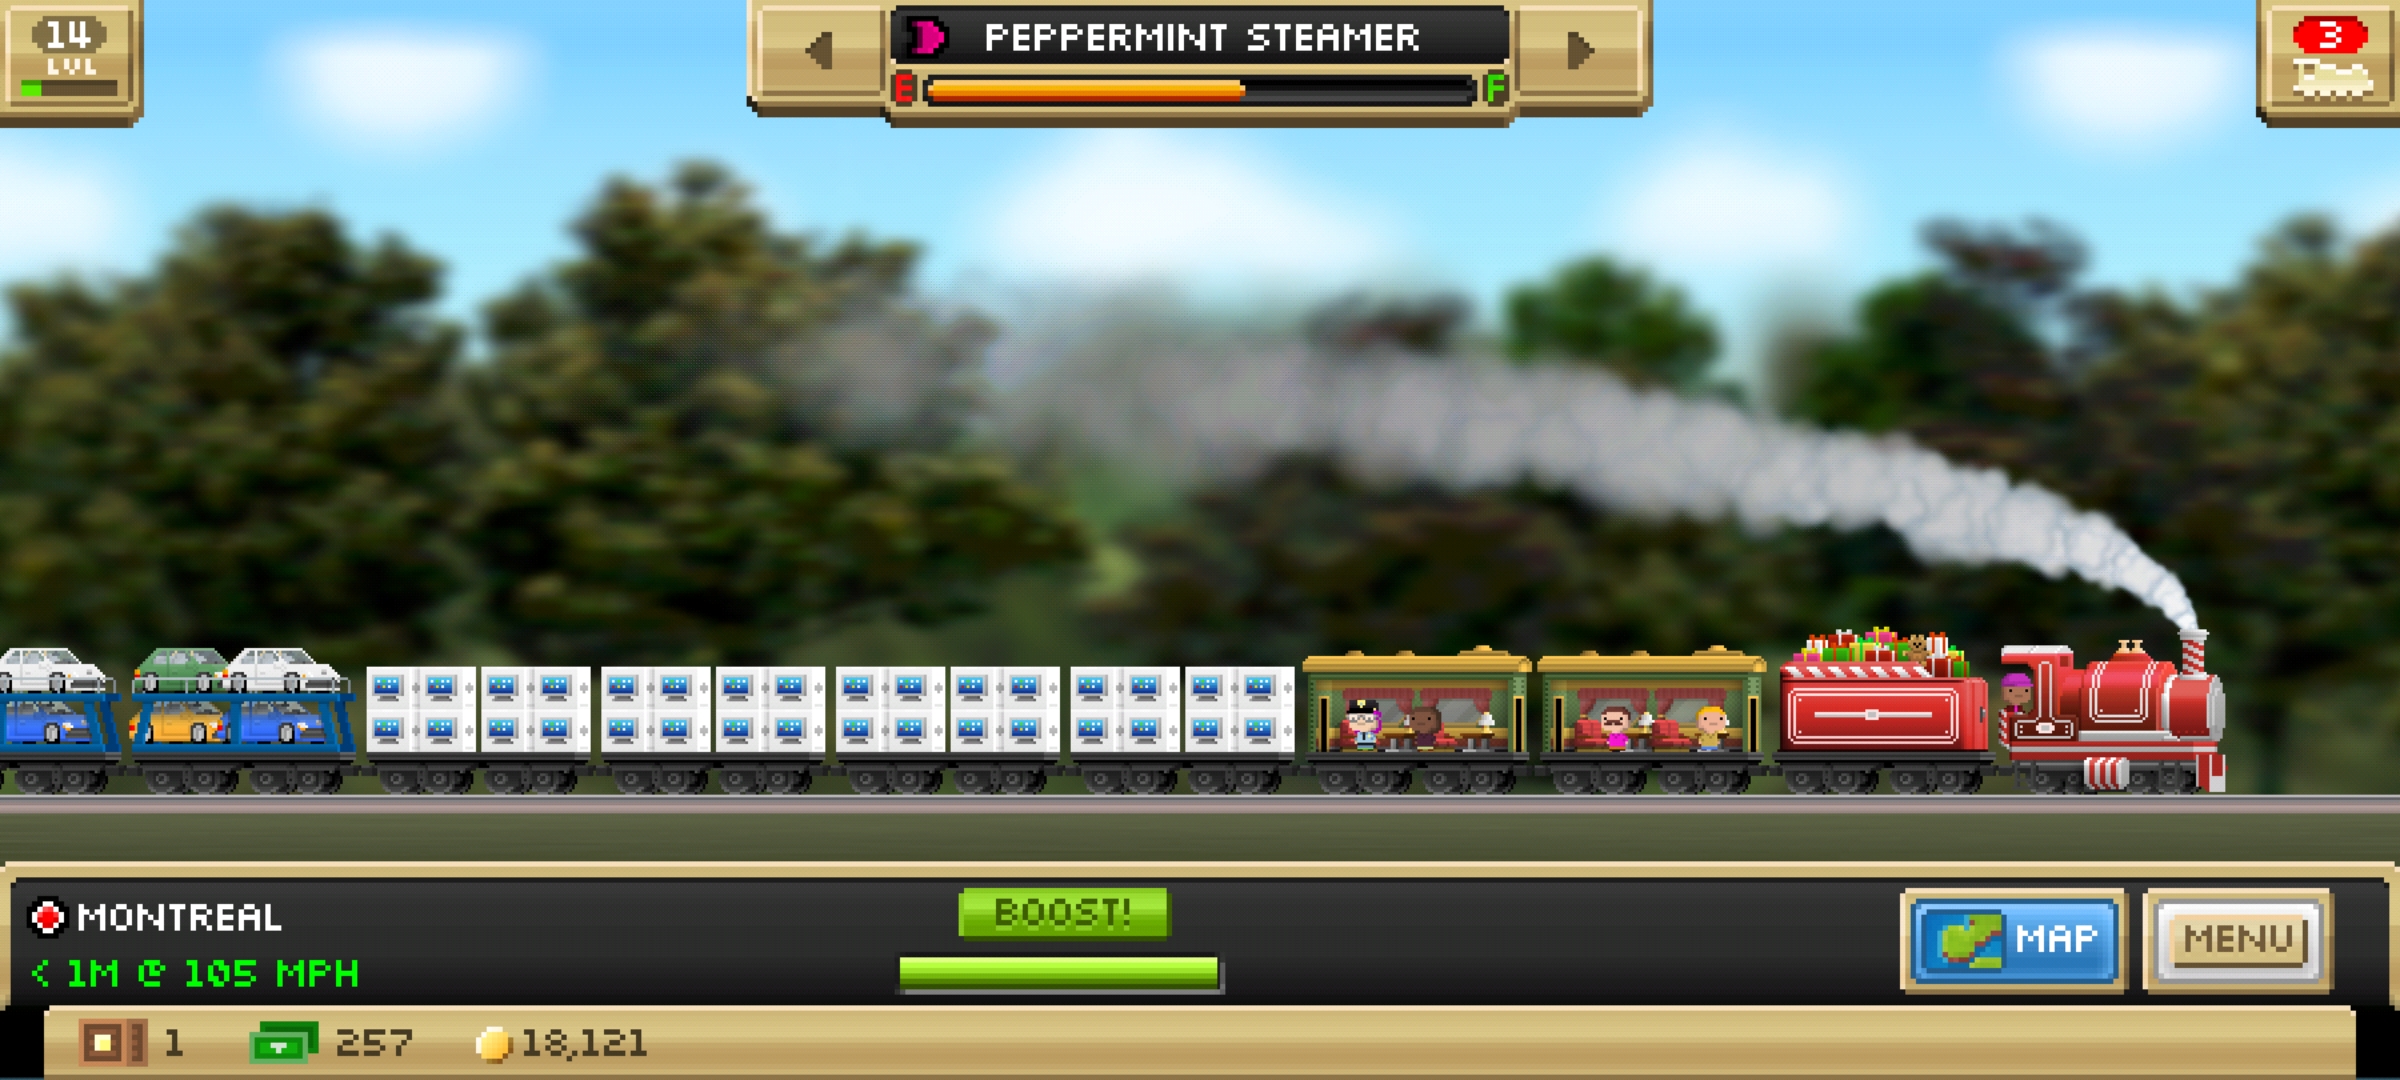 14
LVL
PEPPERMINT STEAMER
E F
3
MONTREAL
< 1M @ 105 MPH
BOOST!
MAP
MENU
1 257 18,121